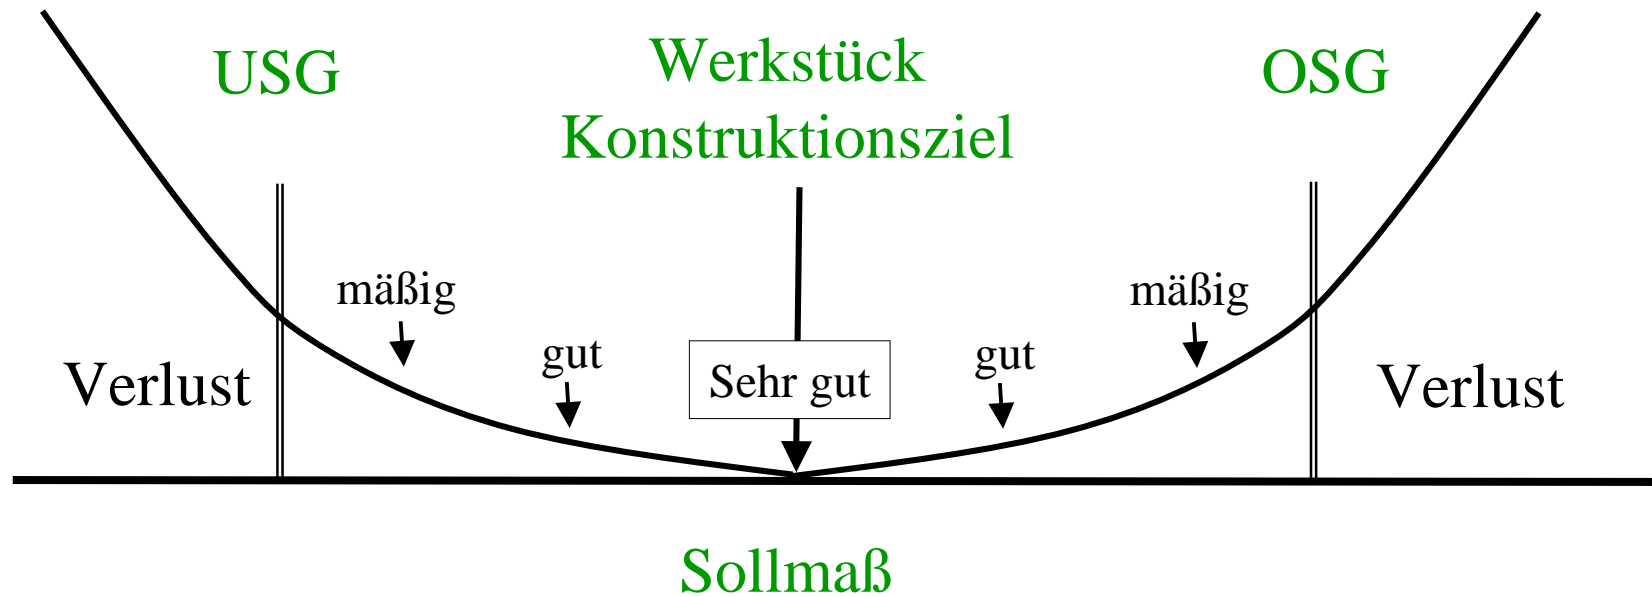 USG
Werkstück
Konstruktionsziel
OSG
mäßig
gut
Sehr gut
gut
mäßig
Verlust
Verlust
Sollmaß